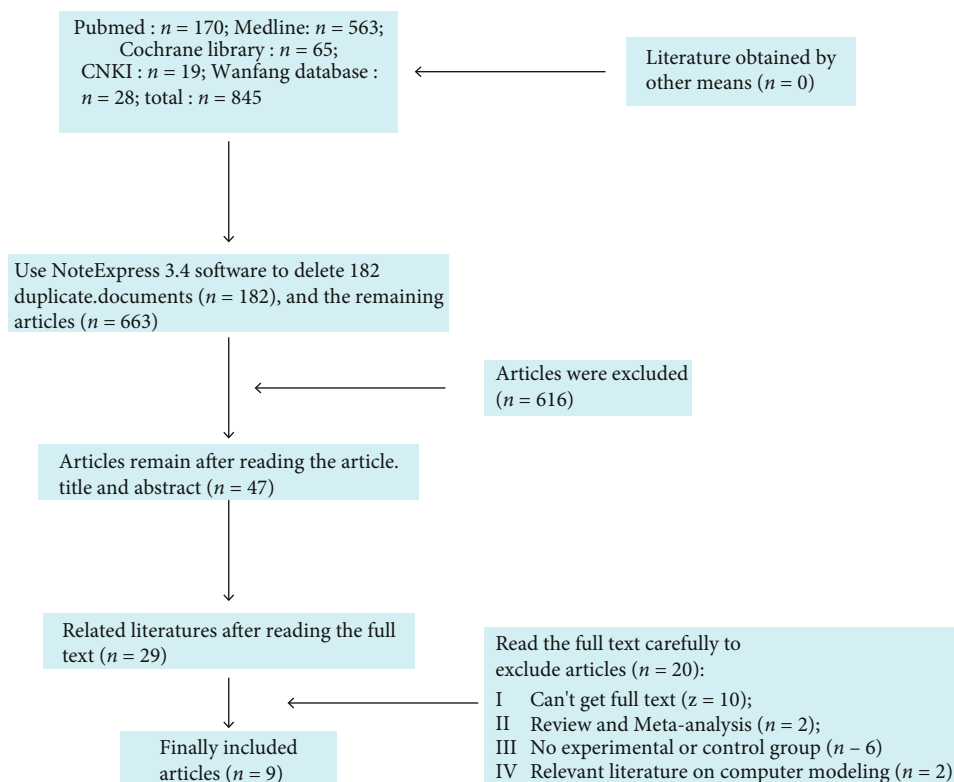 Pubmed : n = 170; Medline: n = 563;
Cochrane library : n = 65;
CNKI : n = 19; Wanfang database :
n = 28; total : n = 845
Literature obtained by
other means (n = 0)
Use NoteExpress 3.4 software to delete 182
duplicate.documents (n = 182), and the remaining
articles (n = 663)
Articles were excluded
(n = 616)
Articles remain after reading the article.
title and abstract (n = 47)
Related literatures after reading the full
text (n = 29)
Read the full text carefully to
exclude articles (n = 20):
I Can't get full text (z = 10);
II Review and Meta-analysis (n = 2);
III No experimental or control group (n – 6)
IV Relevant literature on computer modeling (n = 2)
Finally included
articles (n = 9)